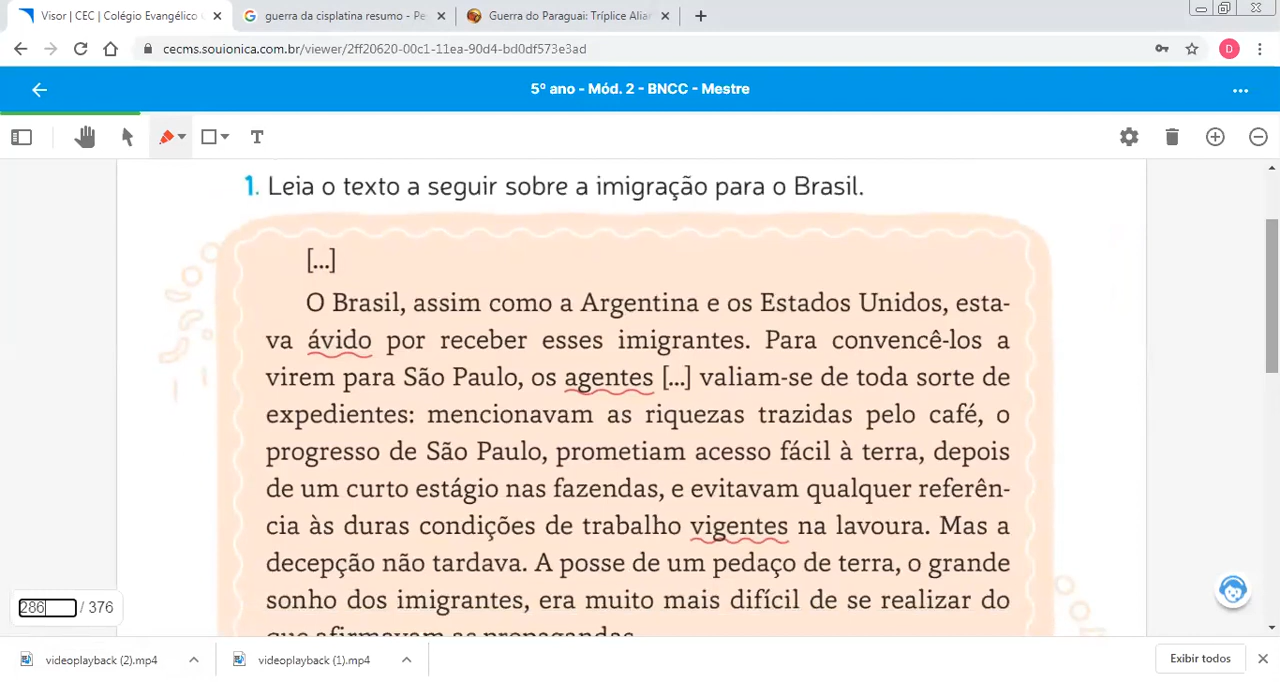 Visor | CEC | Colégio Evangélico
guerra da cisplatina resumo - Pe
Guerra do Paraguai: Tríplice Alia
cecms.souionica.com.br/viewer/2ff20620-00c1-11ea-90d4-bd0df573e3ad
D
5º ano - Mód. 2 - BNCC - Mestre
T
1. Leia o texto a seguir sobre a imigração para o Brasil.
[...]
O Brasil, assim como a Argentina e os Estados Unidos, esta-
va ávido por receber esses imigrantes. Para convencê-los a
virem para São Paulo, os agentes [...] valiam-se de toda sorte de
expedientes: mencionavam as riquezas trazidas pelo café, o
progresso de São Paulo, prometiam acesso fácil à terra, depois
de um curto estágio nas fazendas, e evitavam qualquer referên-
cia às duras condições de trabalho vigentes na lavoura. Mas a
decepção não tardava. A posse de um pedaço de terra, o grande
sonho dos imigrantes, era muito mais difícil de se realizar do
que afirmavam as propagandas.
286 / 376
videoplayback (2).mp4
videoplayback (1).mp4
Exibir todos